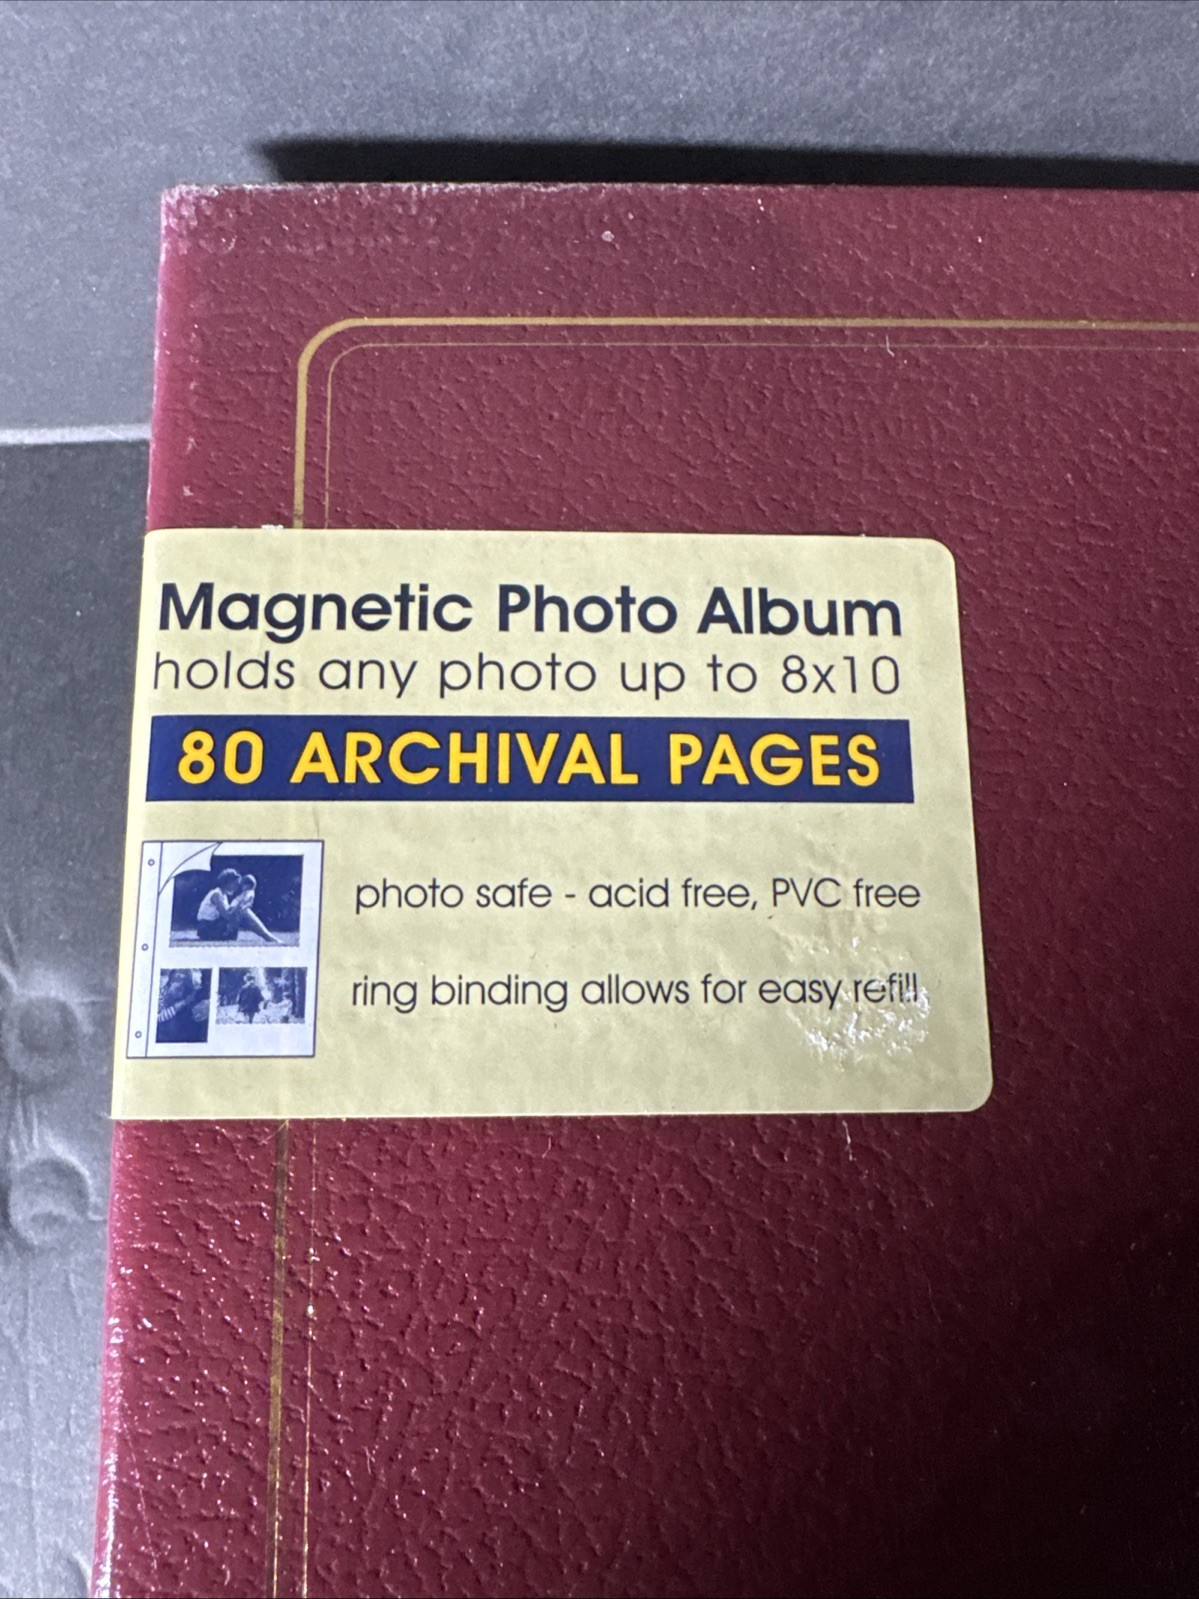 Magnetic Photo Album
holds any photo up to 8x10
80 ARCHIVAL PAGES
photo safe - acid free, PVC free
ring binding allows for easy refill